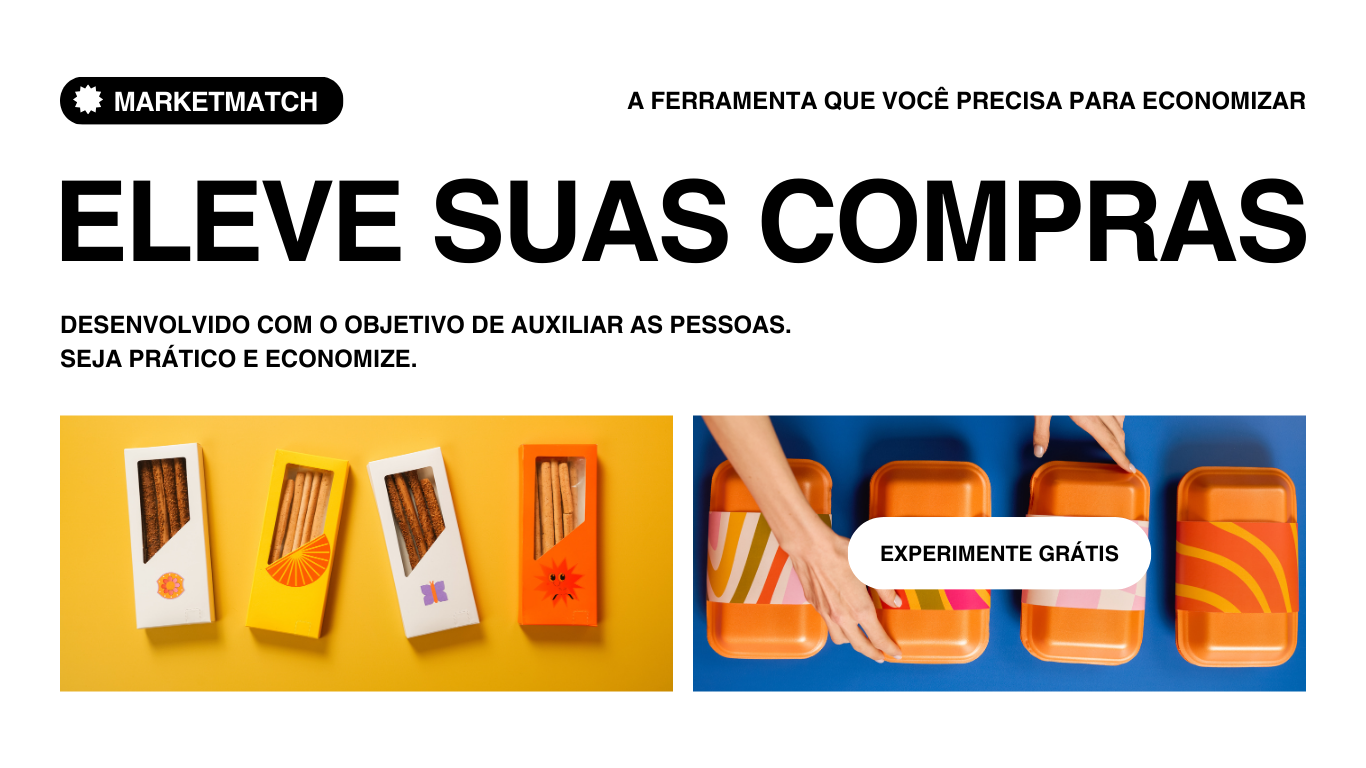 MARKETMATCH
A FERRAMENTA QUE VOCÊ PRECISA PARA ECONOMIZAR
ELEVE SUAS COMPRAS
DESENVOLVIDO COM O OBJETIVO DE AUXILIAR AS PESSOAS.
SEJA PRÁTICO E ECONOMIZE.
EXPERIMENTE GRÁTIS